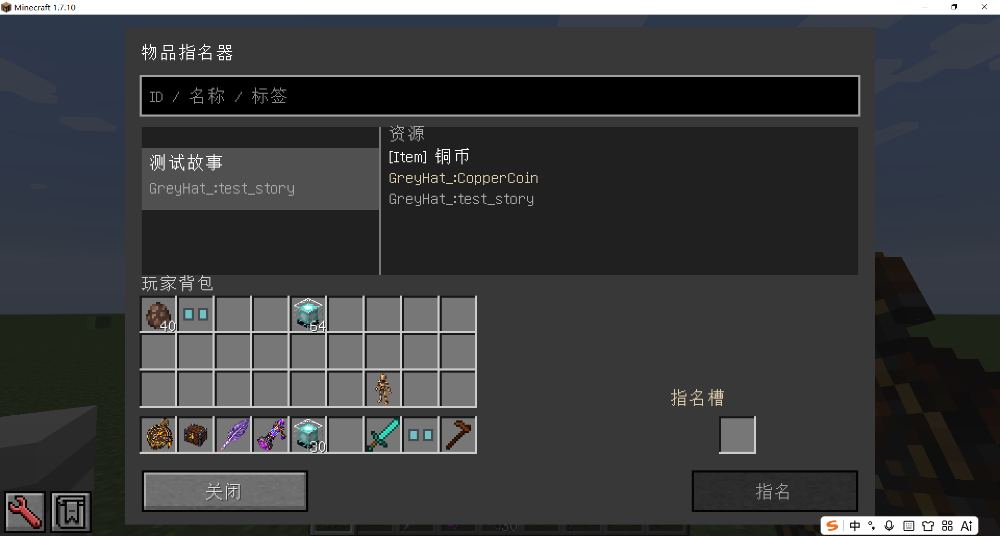 Minecraft 1.7.10
物品指名器
ID / 名称 / 标签
测试故事
GreyHat_:test_story
资源
[Item] 铜币
GreyHat_:CopperCoin
GreyHat_:test_story
玩家背包
40
64
指名槽
30
关闭
指名
中